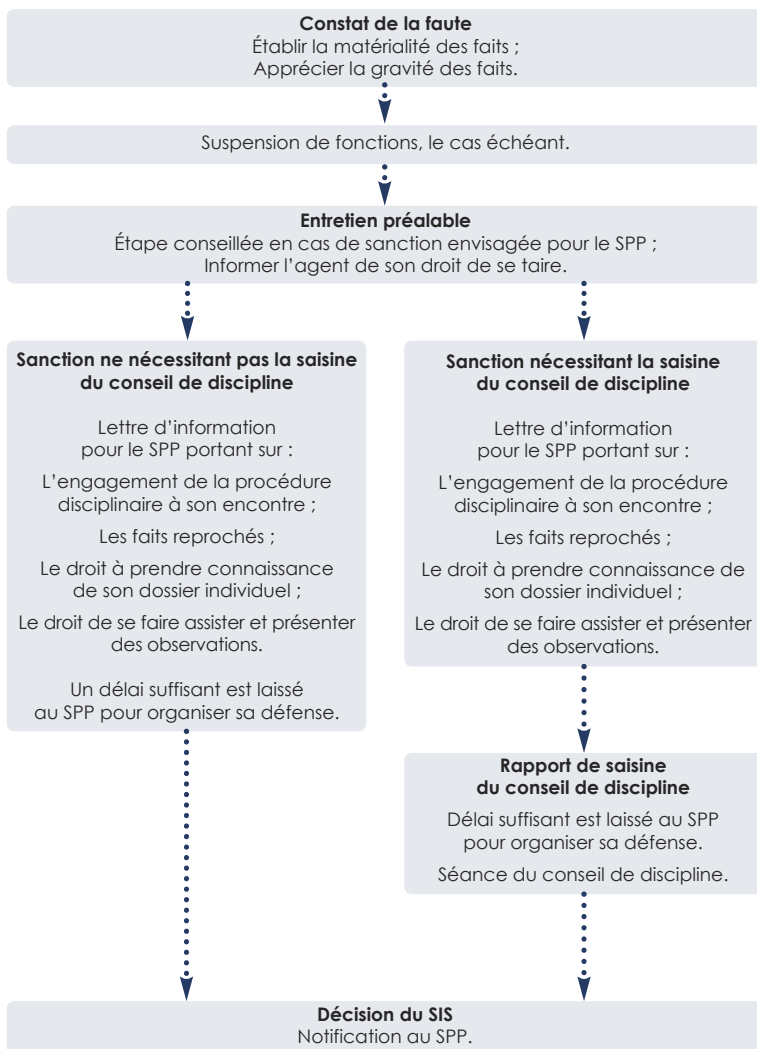 Constat de la faute
Établir la matérialité des faits ;
Apprécier la gravité des faits.
Suspension de fonctions, le cas échéant.
Entretien préalable
Étape conseillée en cas de sanction envisagée pour le SPP ;
Informer l’agent de son droit de se taire.
Sanction ne nécessitant pas la saisine
du conseil de discipline
Lettre d’information
pour le SPP portant sur :
L’engagement de la procédure
disciplinaire à son encontre ;
Les faits reprochés ;
Le droit à prendre connaissance
de son dossier individuel ;
Le droit de se faire assister et présenter
des observations.
Un délai suffisant est laissé
au SPP pour organiser sa défense.
Sanction nécessitant la saisine
du conseil de discipline
Lettre d’information
pour le SPP portant sur :
L’engagement de la procédure
disciplinaire à son encontre ;
Les faits reprochés ;
Le droit à prendre connaissance de
son dossier individuel ;
Le droit de se faire assister et présenter
des observations.
Rapport de saisine
du conseil de discipline
Délai suffisant est laissé au SPP
pour organiser sa défense.
Séance du conseil de discipline.
Décision du SIS
Notification au SPP.